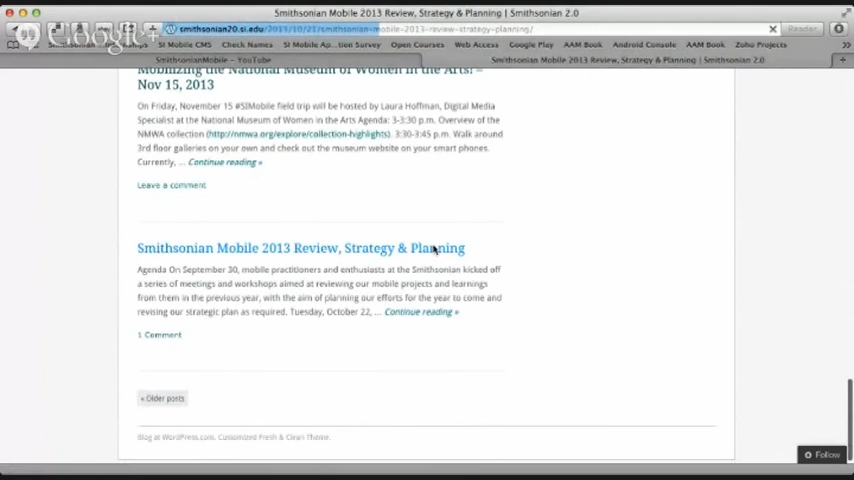 Smithsonian Mobile 2013 Review, Strategy & Planning | Smithsonian 2.0
smithsonian20.si.edu/2013/10/21/smithsonian-mobile-2013-review-strategy-planning/
Reader
Google+
SI Mobile CMS Check Names SI Mobile Ap...tion Survey Open Courses Web Access Google Play AAM Book Android Console AAM Book Zoho Projects
SmithsonianMobile – YouTube
Smithsonian Mobile 2013 Review, Strategy & Planning | Smithsonian 2.0
Mobilizing the National Museum of Women in the Arts! –
Nov 15, 2013
On Friday, November 15 #SIMobile field trip will be hosted by Laura Hoffman, Digital Media
Specialist at the National Museum of Women in the Arts Agenda: 3-3:30 p.m. Overview of the
NMWA collection (http://nmwa.org/explore/collection-highlights). 3:30-3:45 p.m. Walk around
3rd floor galleries on your own and check out the museum website on your smart phones.
Currently, ... Continue reading »
Leave a comment
Smithsonian Mobile 2013 Review, Strategy & Planning
Agenda On September 30, mobile practitioners and enthusiasts at the Smithsonian kicked off
a series of meetings and workshops aimed at reviewing our mobile projects and learnings
from them in the previous year, with the aim of planning our efforts for the year to come and
revising our strategic plan as required. Tuesday, October 22, ... Continue reading »
1 Comment
« Older posts
Blog at WordPress.com. Customized Fresh & Clean Theme.
Follow